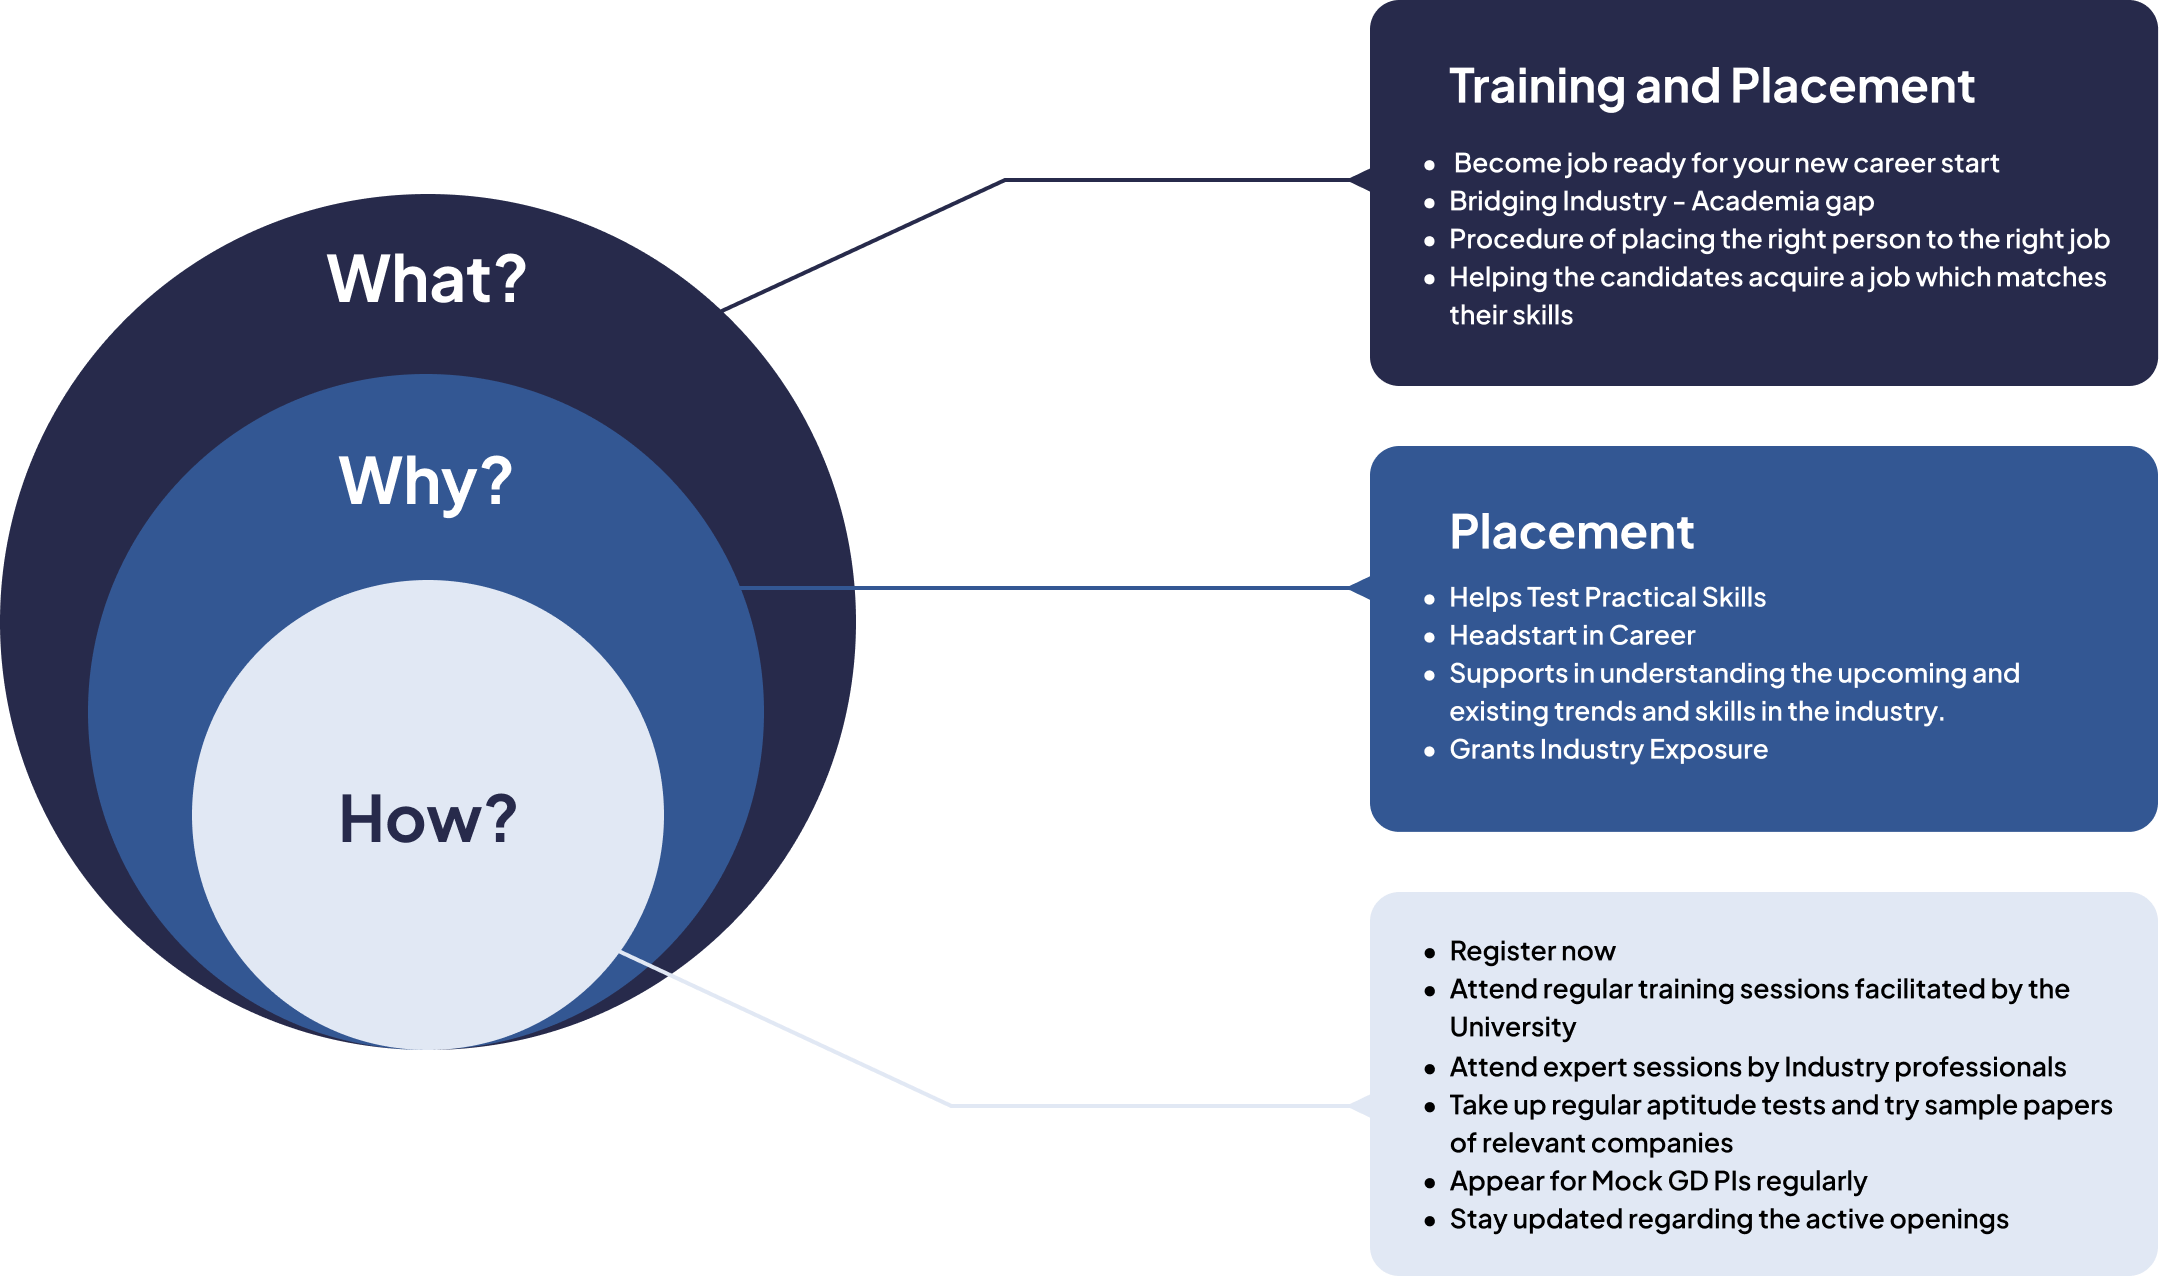 What?
Why?
How?
Training and Placement
• Become job ready for your new career start
• Bridging Industry - Academia gap
• Procedure of placing the right person to the right job
• Helping the candidates acquire a job which matches
their skills
Placement
• Helps Test Practical Skills
• Headstart in Career
• Supports in understanding the upcoming and
existing trends and skills in the industry.
• Grants Industry Exposure
• Register now
• Attend regular training sessions facilitated by the
University
• Attend expert sessions by Industry professionals
• Take up regular aptitude tests and try sample papers
of relevant companies
• Appear for Mock GD PIs regularly
• Stay updated regarding the active openings